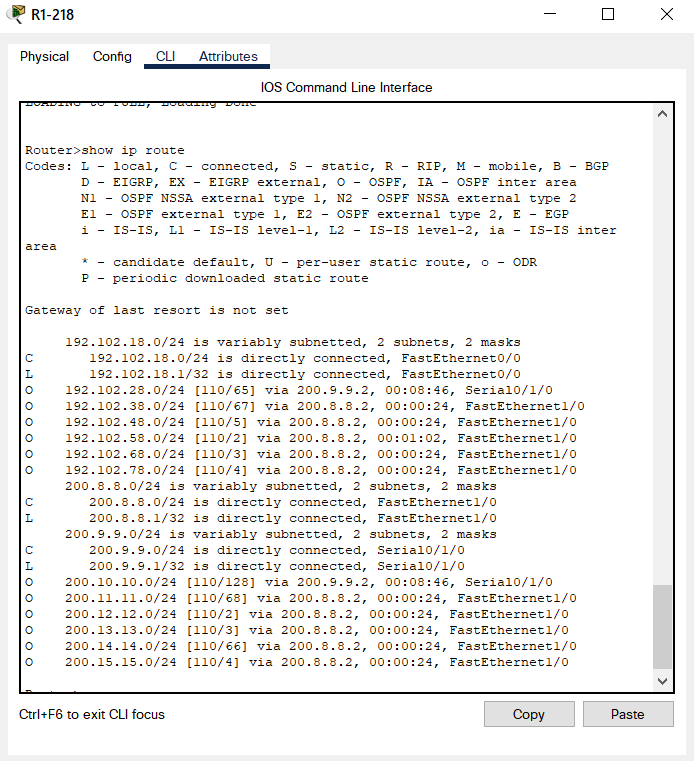 R1-218
Physical Config CLI Attributes
IOS Command Line Interface
LOADING to FULL, Loading Done
Router>show ip route
Codes: L - local, C - connected, S - static, R - RIP, M - mobile, B - BGP
D - EIGRP, EX - EIGRP external, O - OSPF, IA - OSPF inter area
N1 - OSPF NSSA external type 1, N2 - OSPF NSSA external type 2
E1 - OSPF external type 1, E2 - OSPF external type 2, E - EGP
i - IS-IS, L1 - IS-IS level-1, L2 - IS-IS level-2, ia - IS-IS inter
area
* - candidate default, U - per-user static route, o - ODR
P - periodic downloaded static route
Gateway of last resort is not set
192.102.18.0/24 is variably subnetted, 2 subnets, 2 masks
C 192.102.18.0/24 is directly connected, FastEthernet0/0
L 192.102.18.1/32 is directly connected, FastEthernet0/0
O 192.102.28.0/24 [110/65] via 200.9.9.2, 00:08:46, Serial0/1/0
O 192.102.38.0/24 [110/67] via 200.8.8.2, 00:00:24, FastEthernet1/0
O 192.102.48.0/24 [110/5] via 200.8.8.2, 00:00:24, FastEthernet1/0
O 192.102.58.0/24 [110/2] via 200.8.8.2, 00:01:02, FastEthernet1/0
O 192.102.68.0/24 [110/3] via 200.8.8.2, 00:00:24, FastEthernet1/0
O 192.102.78.0/24 [110/4] via 200.8.8.2, 00:00:24, FastEthernet1/0
200.8.8.0/24 is variably subnetted, 2 subnets, 2 masks
C 200.8.8.0/24 is directly connected, FastEthernet1/0
L 200.8.8.1/32 is directly connected, FastEthernet1/0
200.9.9.0/24 is variably subnetted, 2 subnets, 2 masks
C 200.9.9.0/24 is directly connected, Serial0/1/0
L 200.9.9.1/32 is directly connected, Serial0/1/0
O 200.10.10.0/24 [110/128] via 200.9.9.2, 00:08:46, Serial0/1/0
O 200.11.11.0/24 [110/68] via 200.8.8.2, 00:00:24, FastEthernet1/0
O 200.12.12.0/24 [110/2] via 200.8.8.2, 00:00:24, FastEthernet1/0
O 200.13.13.0/24 [110/3] via 200.8.8.2, 00:00:24, FastEthernet1/0
O 200.14.14.0/24 [110/66] via 200.8.8.2, 00:00:24, FastEthernet1/0
O 200.15.15.0/24 [110/4] via 200.8.8.2, 00:00:24, FastEthernet1/0
Ctrl+F6 to exit CLI focus
Copy Paste